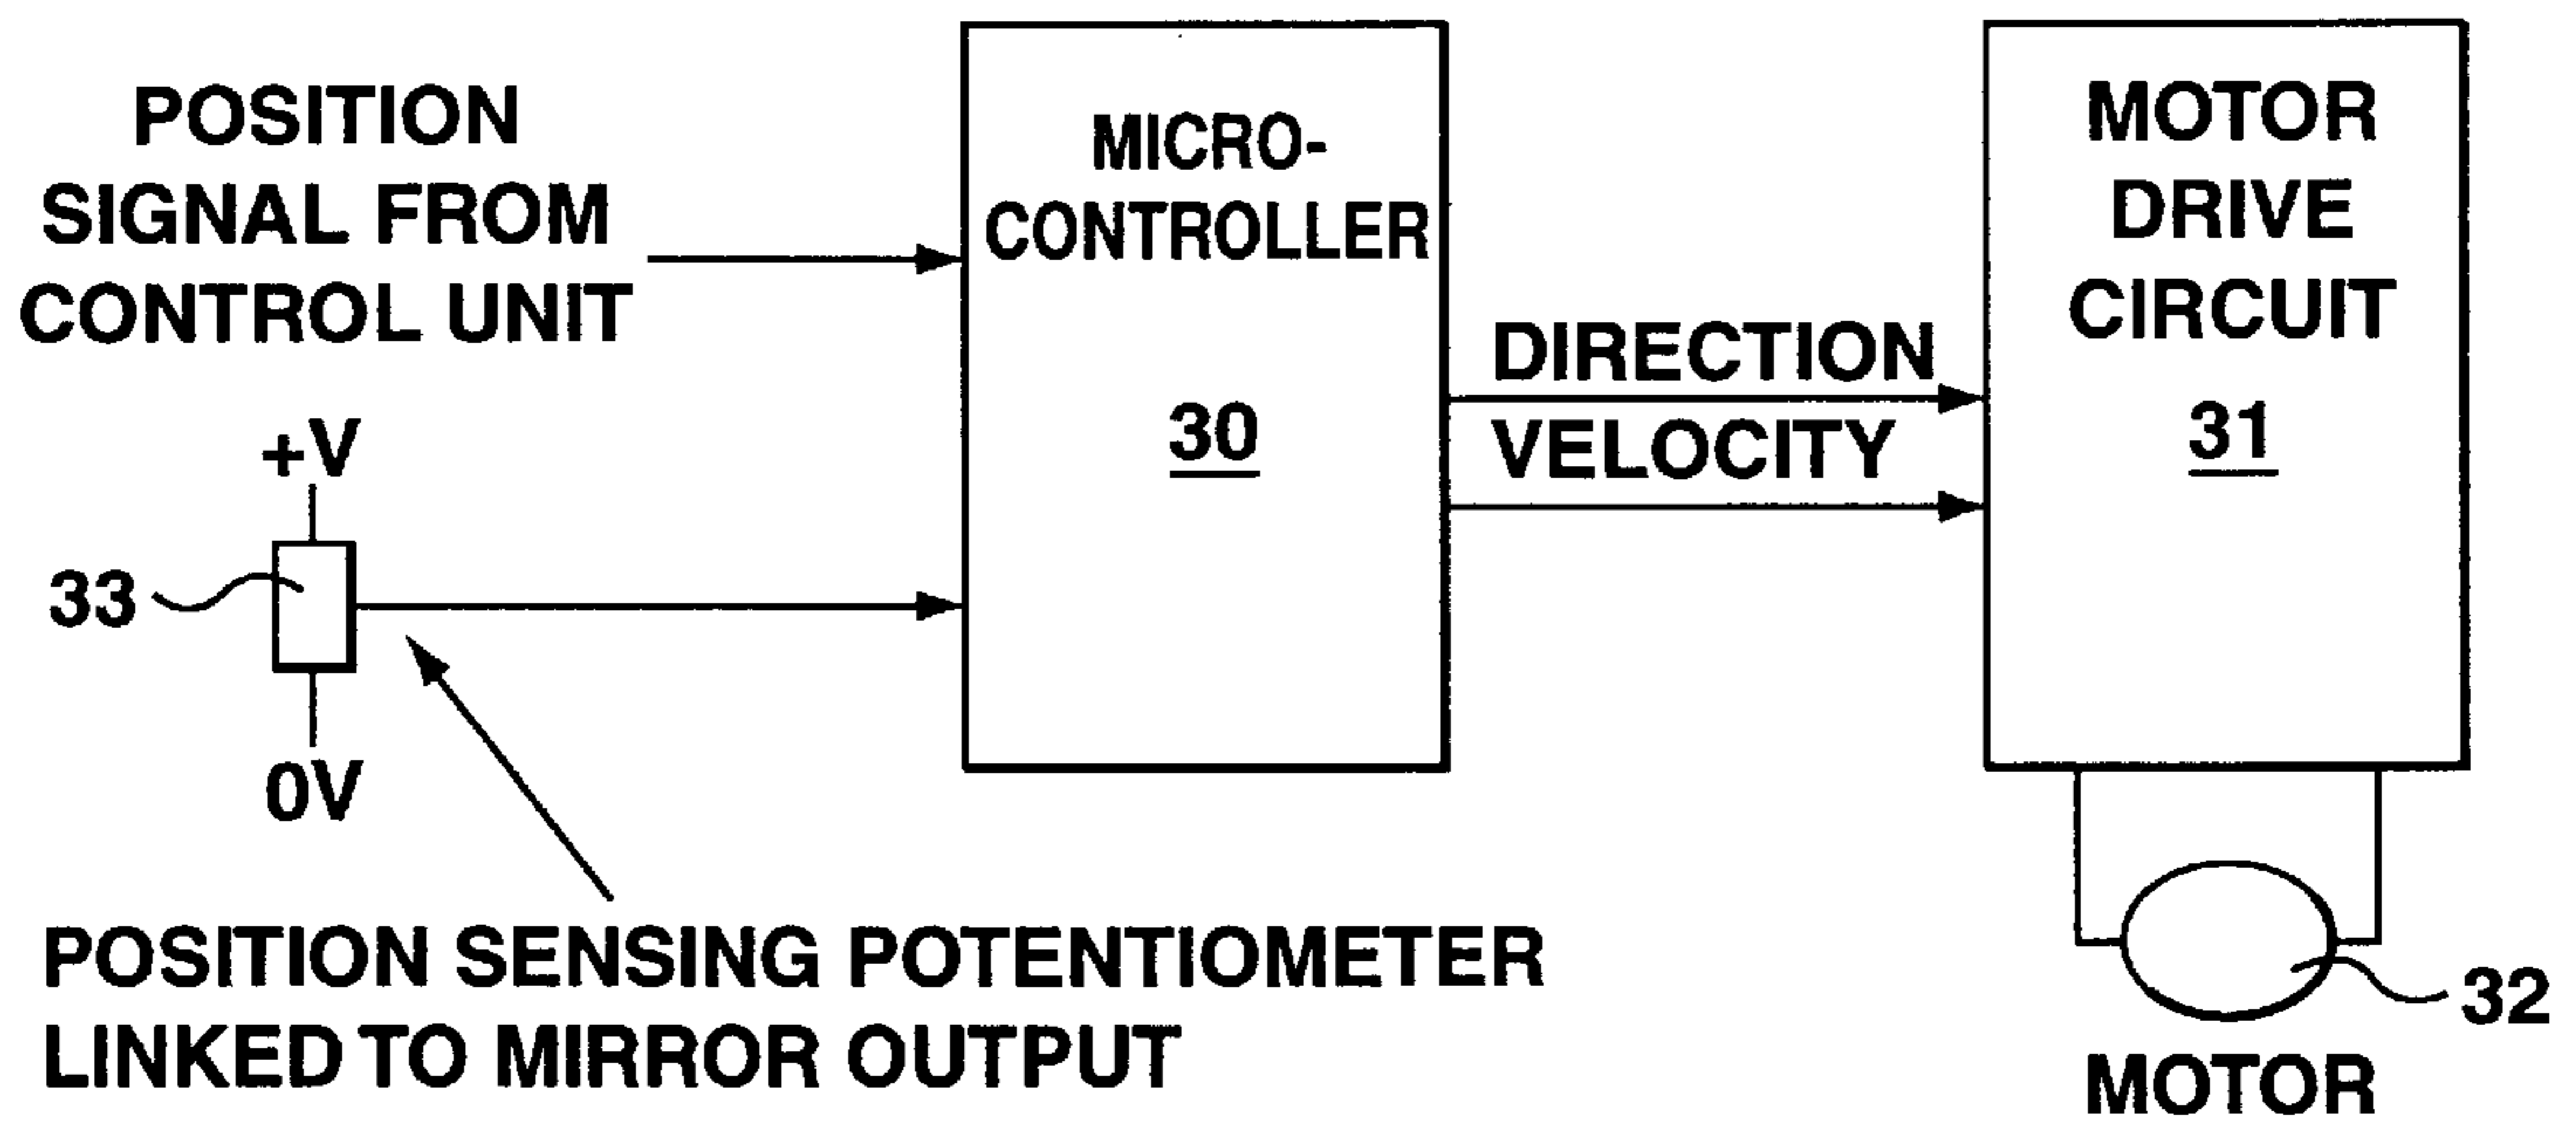 POSITION
SIGNAL FROM
CONTROL UNIT
+V
33
0V
POSITION SENSING POTENTIOMETER
LINKED TO MIRROR OUTPUT
MICRO-
CONTROLLER
30
DIRECTION
VELOCITY
MOTOR
DRIVE
CIRCUIT
31
32
MOTOR